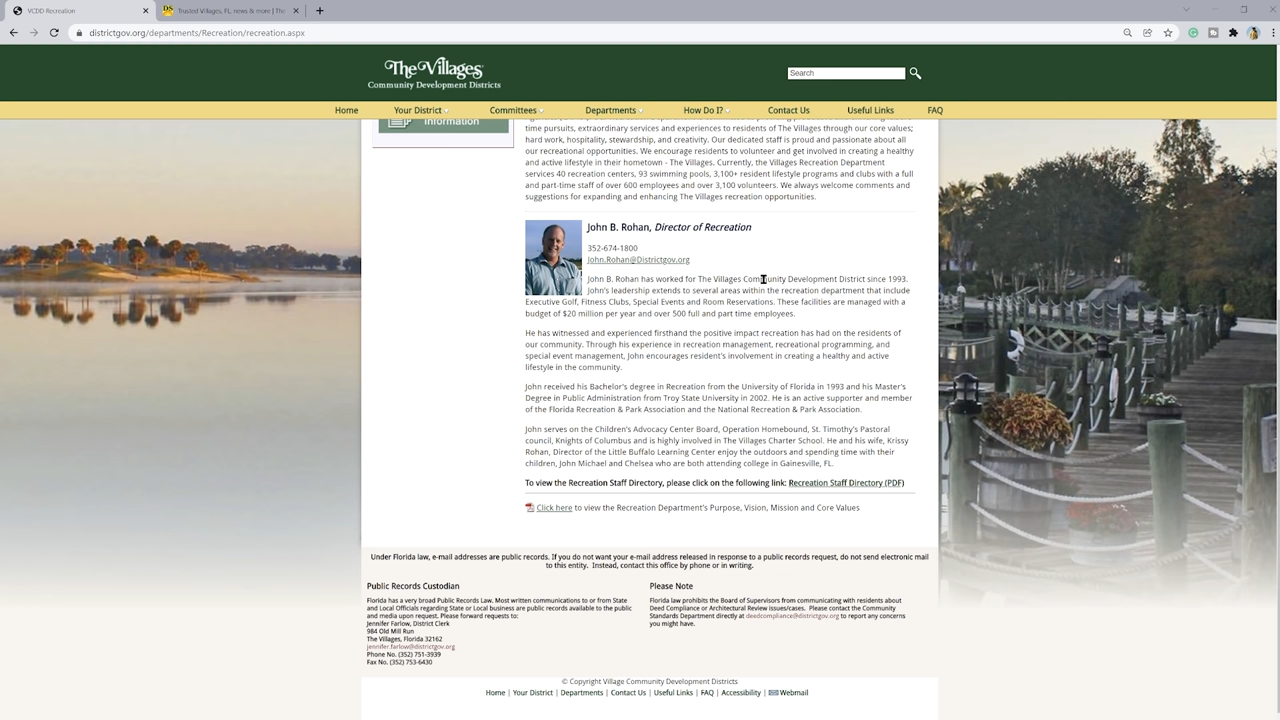 VCDD Recreation
Trusted Villages, FL, news & more | The
districtgov.org/departments/Recreation/recreation.aspx
The Villages
Community Development Districts
Search
Home Your District Committees Departments How Do I? Contact Us Useful Links FAQ
Information
time pursuits, extraordinary services and experiences to residents of The Villages through our core values;
hard work, hospitality, stewardship, and creativity. Our dedicated staff is proud and passionate about all
our recreational opportunities. We encourage residents to volunteer and get involved in creating a healthy
and active lifestyle in their hometown - The Villages. Currently, the Villages Recreation Department
services 40 recreation centers, 93 swimming pools, 3,100+ resident lifestyle programs and clubs with a full
and part-time staff of over 600 employees and over 3,100 volunteers. We always welcome comments and
suggestions for expanding and enhancing The Villages recreation opportunities.
John B. Rohan, Director of Recreation
352-674-1800
John.Rohan@Districtgov.org
John B. Rohan has worked for The Villages Community Development District since 1993.
John's leadership extends to several areas within the recreation department that include
Executive Golf, Fitness Clubs, Special Events and Room Reservations. These facilities are managed with a
budget of $20 million per year and over 500 full and part time employees.
He has witnessed and experienced firsthand the positive impact recreation has had on the residents of
our community. Through his experience in recreation management, recreational programming, and
special event management, John encourages resident's involvement in creating a healthy and active
lifestyle in the community.
John received his Bachelor's degree in Recreation from the University of Florida in 1993 and his Master's
Degree in Public Administration from Troy State University in 2002. He is an active supporter and member
of the Florida Recreation & Park Association and the National Recreation & Park Association.
John serves on the Children's Advocacy Center Board, Operation Homebound, St. Timothy's Pastoral
council, Knights of Columbus and is highly involved in The Villages Charter School. He and his wife, Krissy
Rohan, Director of the Little Buffalo Learning Center enjoy the outdoors and spending time with their
children, John Michael and Chelsea who are both attending college in Gainesville, FL.
To view the Recreation Staff Directory, please click on the following link: Recreation Staff Directory (PDF)
Click here to view the Recreation Department's Purpose, Vision, Mission and Core Values
Under Florida law, e-mail addresses are public records. If you do not want your e-mail address released in response to a public records request, do not send electronic mail
to this entity. Instead, contact this office by phone or in writing.
Public Records Custodian
Florida has a very broad Public Records Law. Most written communications to or from State
and Local Officials regarding State or Local business are public records available to the public
and media upon request. Please forward requests to:
Jennifer Farlow, District Clerk
984 Old Mill Run
The Villages, Florida 32162
jennifer.farlow@districtgov.org
Phone No. (352) 751-3939
Fax No. (352) 753-6430
Please Note
Florida law prohibits the Board of Supervisors from communicating with residents about
Deed Compliance or Architectural Review issues/cases. Please contact the Community
Standards Department directly at deedcompliance@districtgov.org to report any concerns
you might have.
© Copyright Village Community Development Districts
Home | Your District | Departments | Contact Us | Useful Links | FAQ | Accessibility | Webmail